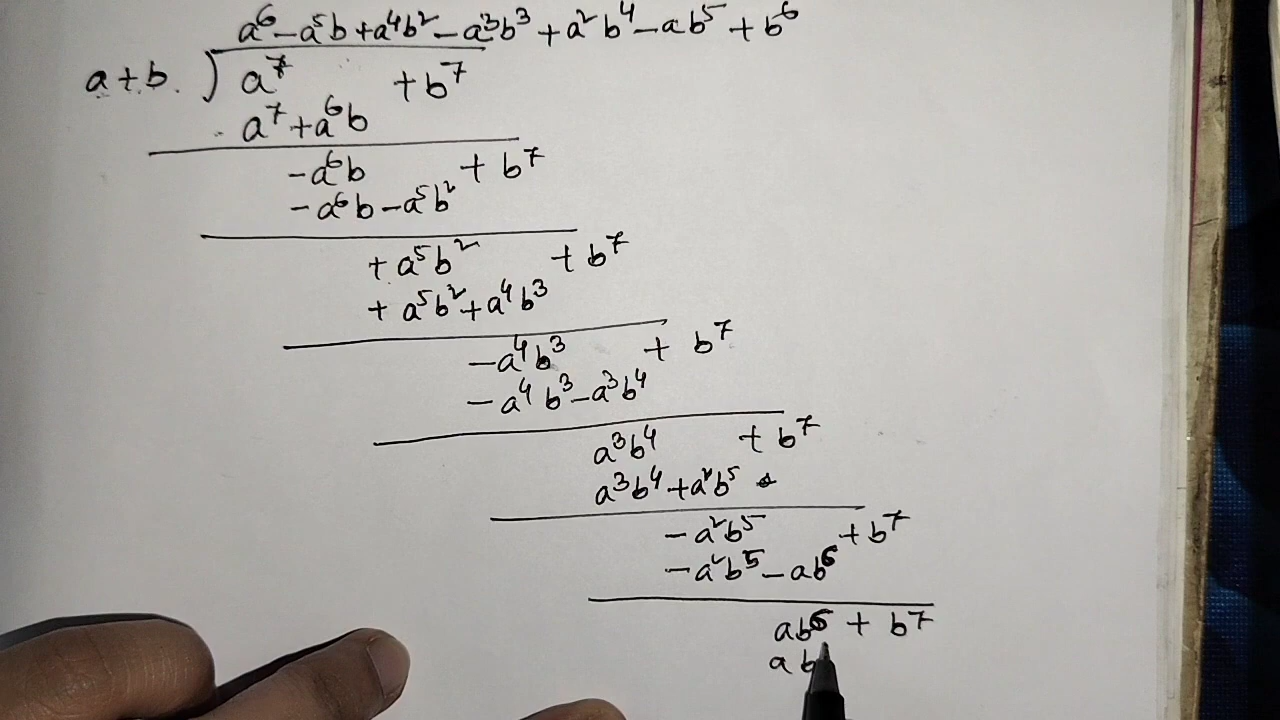 a⁶ - a⁵b + a⁴b² - a³b³ + a²b⁴ - ab⁵ + b⁶
a + b ) a⁷ + b⁷
a⁷ + a⁶b
- a⁶b + b⁷
- a⁶b - a⁵b²
+ a⁵b² + b⁷
+ a⁵b² + a⁴b³
- a⁴b³ + b⁷
- a⁴b³ - a³b⁴
a³b⁴ + b⁷
a³b⁴ + a²b⁵
- a²b⁵ + b⁷
- a²b⁵ - ab⁶
ab⁶ + b⁷
ab